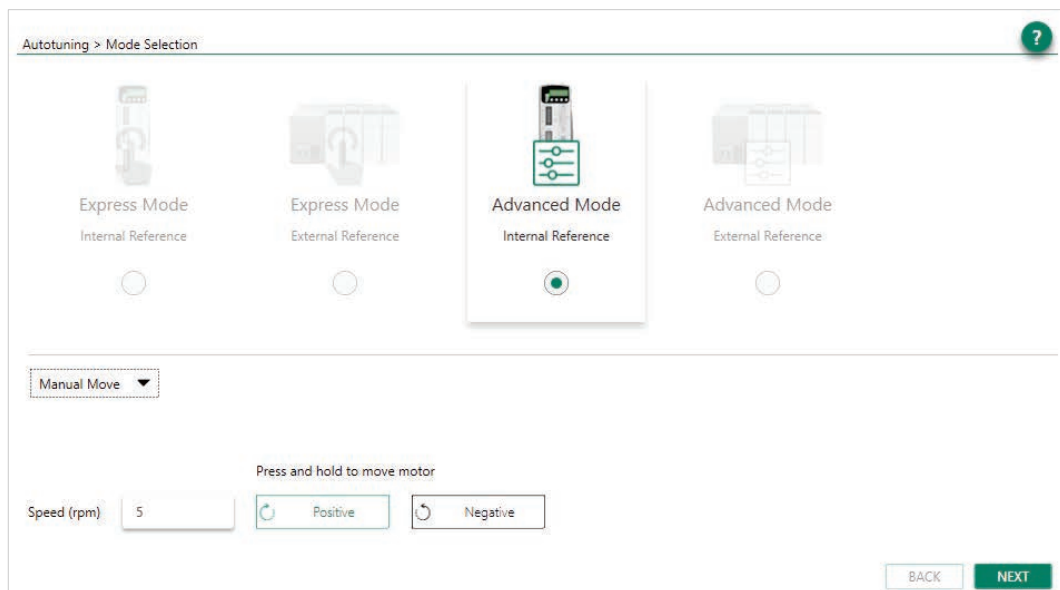 Autotuning > Mode Selection
?
Express Mode
Internal Reference
Express Mode
External Reference
Advanced Mode
Internal Reference
Advanced Mode
External Reference
Manual Move
Press and hold to move motor
Speed (rpm) 5 Positive Negative
BACK NEXT